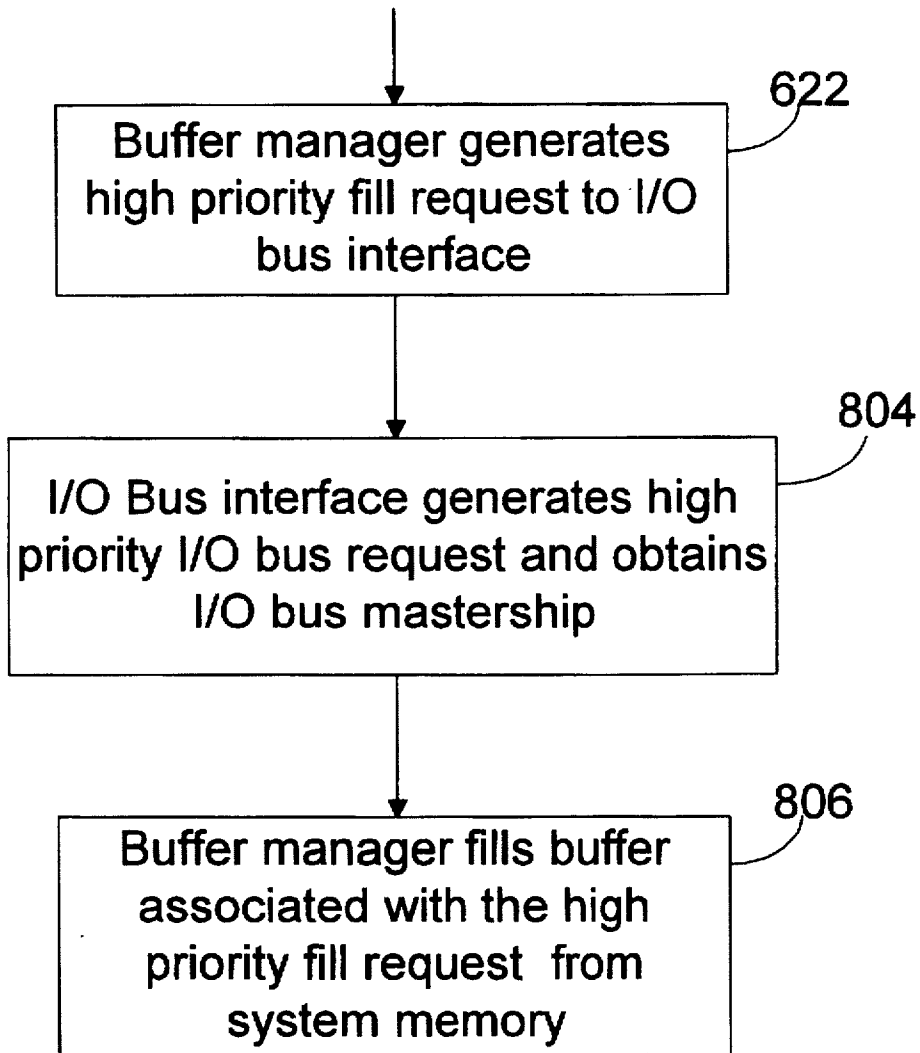 622
Buffer manager generates
high priority fill request to I/O
bus interface
804
I/O Bus interface generates high
priority I/O bus request and obtains
I/O bus mastership
806
Buffer manager fills buffer
associated with the high
priority fill request from
system memory